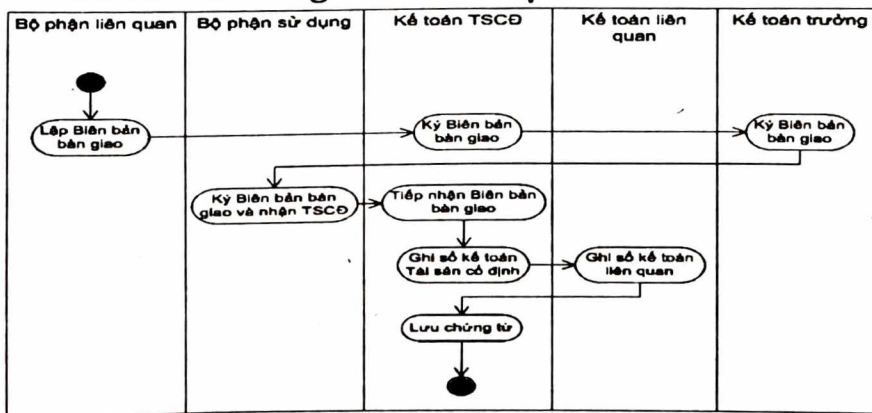 Bộ phận liên quan
Bộ phận sử dụng
Kế toán TSCĐ
Kế toán liên
quan
Kế toán trưởng
Lập Biên bản
bàn giao
Ký Biên bản
bàn giao
Ký Biên bản
bàn giao
Ký Biên bản bàn
giao và nhận TSCĐ
Tiếp nhận Biên bản
bàn giao
Ghi sổ kế toán
Tài sản cố định
Ghi sổ kế toán
liên quan
Lưu chứng từ